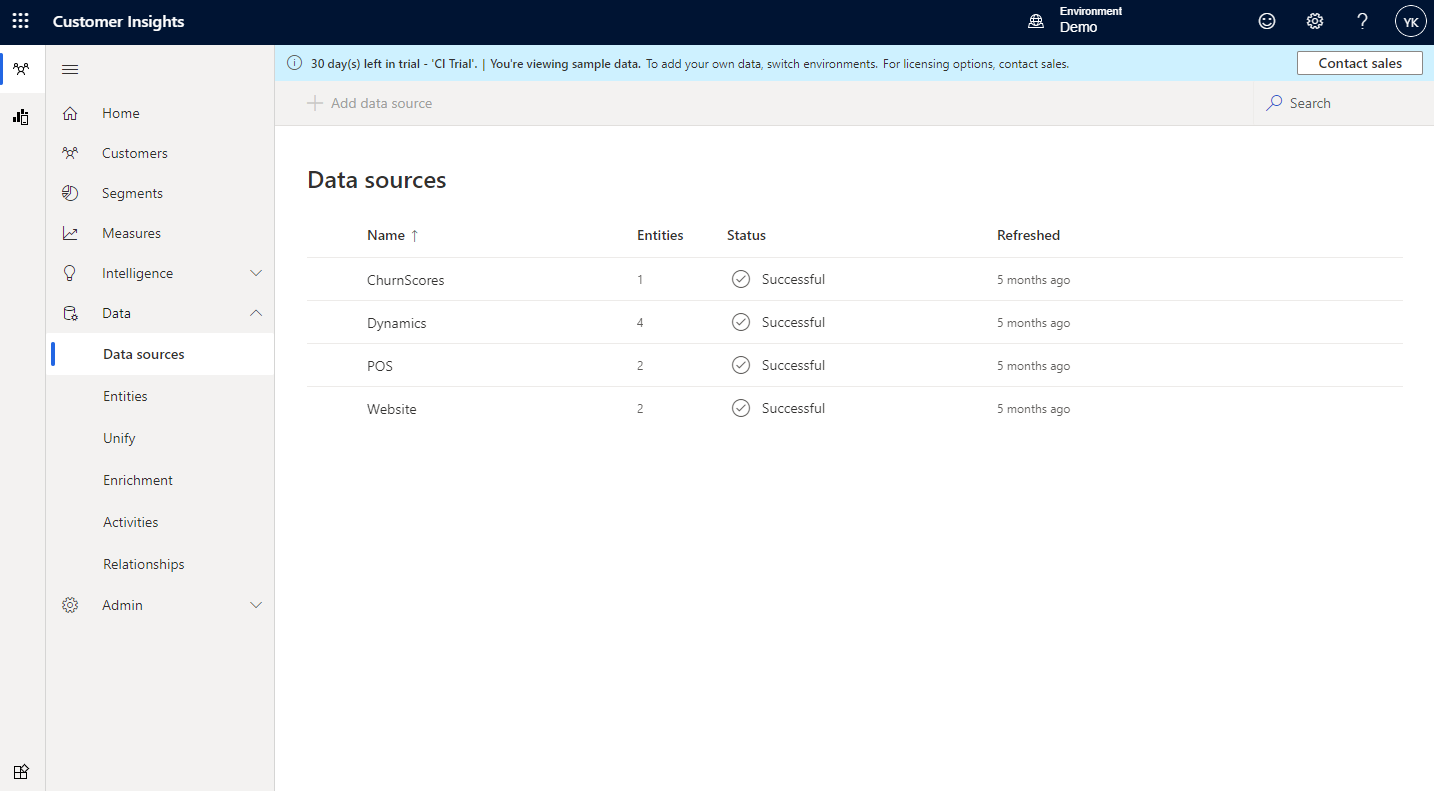 Customer Insights
Environment
Demo
?
YK
30 day(s) left in trial - 'CI Trial'. | You're viewing sample data. To add your own data, switch environments. For licensing options, contact sales.
Contact sales
Add data source
Search
Home
Customers
Segments
Measures
Intelligence
Data
Data sources
Entities
Unify
Enrichment
Activities
Relationships
Admin
Data sources
Name ↑ Entities Status Refreshed
ChurnScores 1 Successful 5 months ago
Dynamics 4 Successful 5 months ago
POS 2 Successful 5 months ago
Website 2 Successful 5 months ago